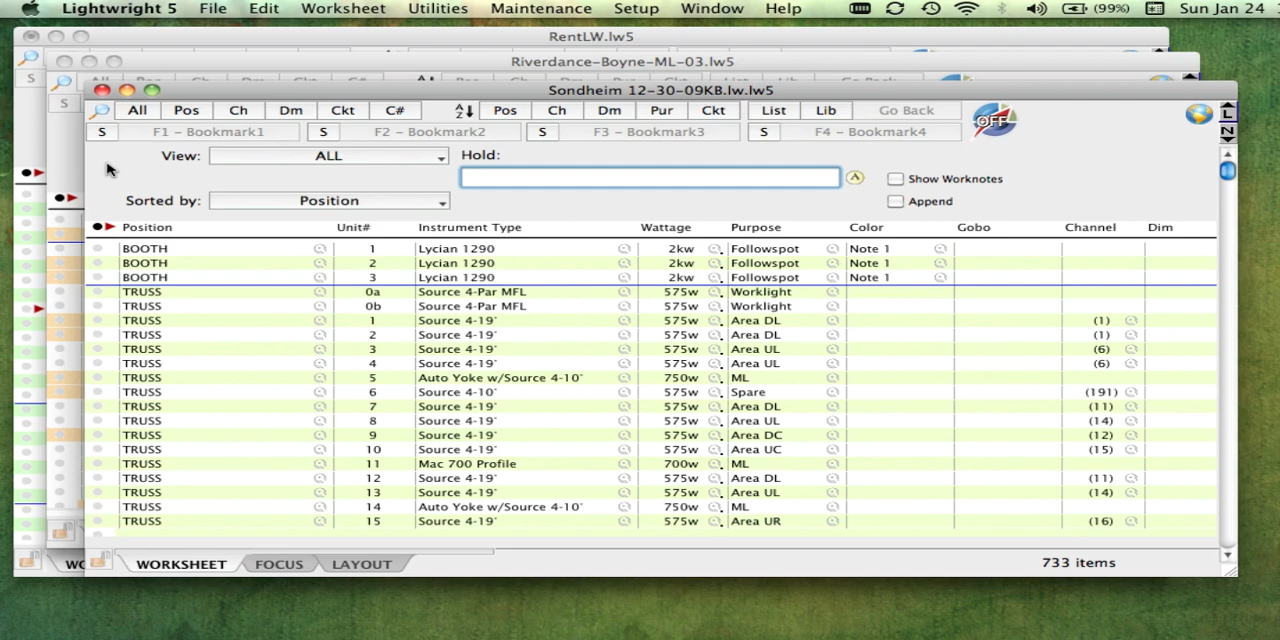 Lightwright 5 File Edit Worksheet Utilities Maintenance Setup Window Help (99%) Sun Jan 24
RentLW.lw5
Riverdance-Boyne-ML-03.lw5
Sondheim 12-30-09KB.lw.lw5
All Pos Ch Dm Ckt C# Pos Ch Dm Pur Ckt List Lib Go Back OFF L
S F1 - Bookmark1 S F2 - Bookmark2 S F3 - Bookmark3 S F4 - Bookmark4 N
View: ALL Hold:
A Show Worknotes
Sorted by: Position Append
Position Unit# Instrument Type Wattage Purpose Color Gobo Channel Dim
BOOTH 1 Lycian 1290 2kw Followspot Note 1
BOOTH 2 Lycian 1290 2kw Followspot Note 1
BOOTH 3 Lycian 1290 2kw Followspot Note 1
TRUSS 0a Source 4-Par MFL 575w Worklight
TRUSS 0b Source 4-Par MFL 575w Worklight
TRUSS 1 Source 4-19° 575w Area DL (1)
TRUSS 2 Source 4-19° 575w Area DL (1)
TRUSS 3 Source 4-19° 575w Area UL (6)
TRUSS 4 Source 4-19° 575w Area UL (6)
TRUSS 5 Auto Yoke w/Source 4-10° 750w ML
TRUSS 6 Source 4-10° 575w Spare (191)
TRUSS 7 Source 4-19° 575w Area DL (11)
TRUSS 8 Source 4-19° 575w Area UL (14)
TRUSS 9 Source 4-19° 575w Area DC (12)
TRUSS 10 Source 4-19° 575w Area UC (15)
TRUSS 11 Mac 700 Profile 700w ML
TRUSS 12 Source 4-19° 575w Area DL (11)
TRUSS 13 Source 4-19° 575w Area UL (14)
TRUSS 14 Auto Yoke w/Source 4-10° 750w ML
TRUSS 15 Source 4-19° 575w Area UR (16)
WORKSHEET FOCUS LAYOUT 733 items